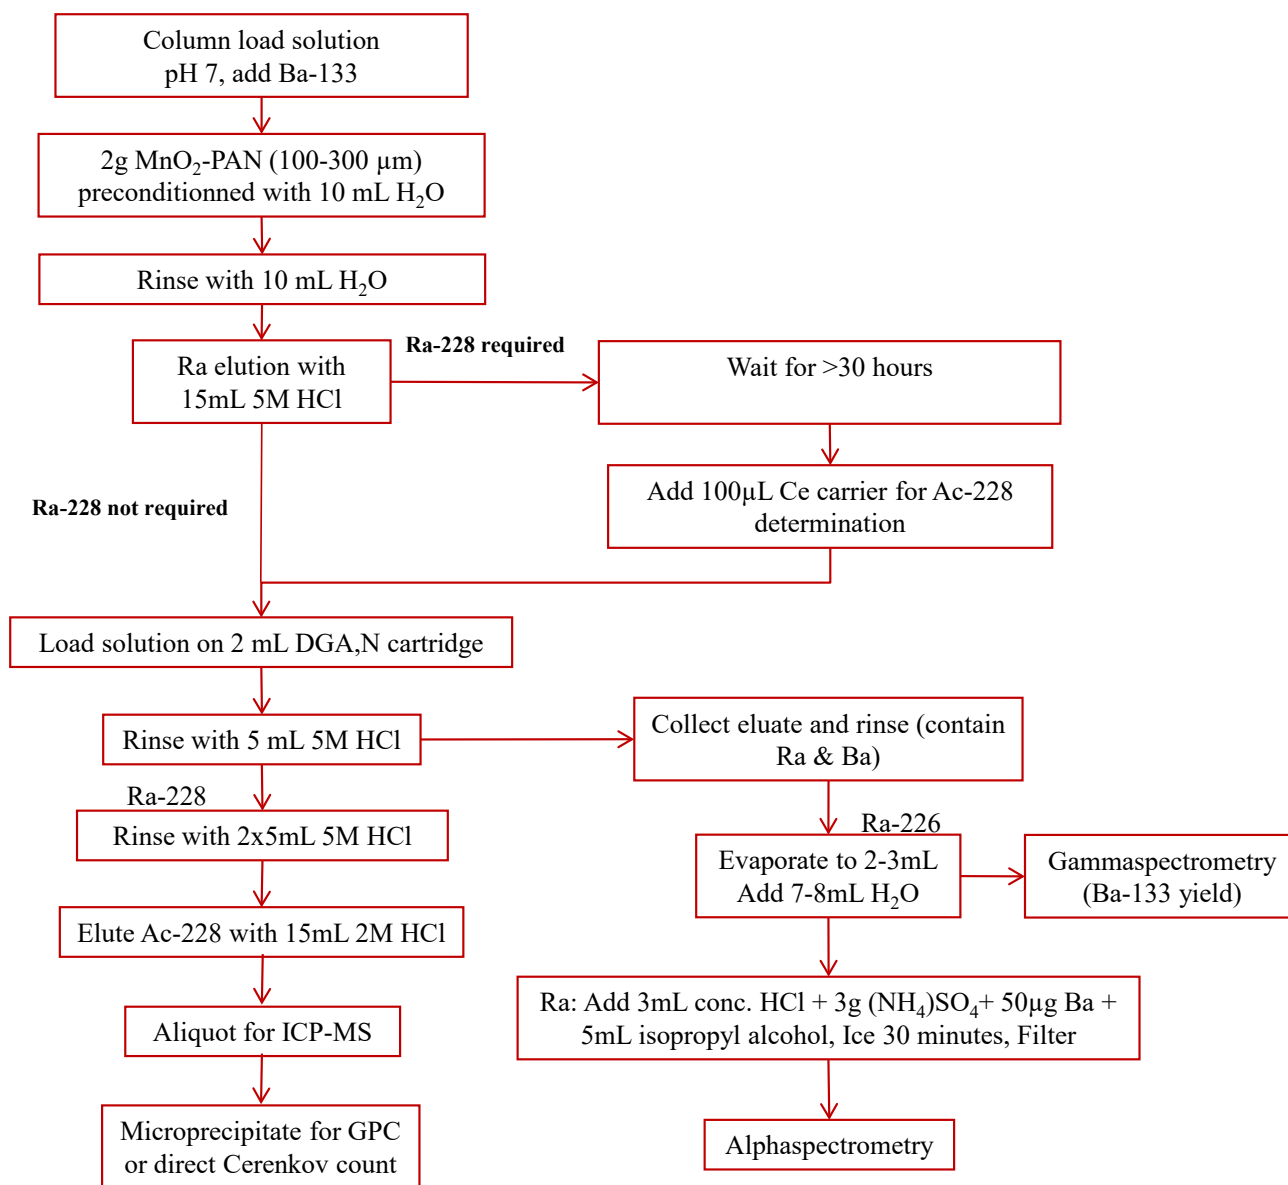 Column load solution
pH 7, add Ba-133
2g MnO₂-PAN (100-300 µm)
preconditionned with 10 mL H₂O
Rinse with 10 mL H₂O
Ra elution with
15mL 5M HCl
Ra-228 required
Wait for >30 hours
Add 100µL Ce carrier for Ac-228
determination
Ra-228 not required
Load solution on 2 mL DGA,N cartridge
Rinse with 5 mL 5M HCl
Collect eluate and rinse (contain
Ra & Ba)
Ra-228
Rinse with 2x5mL 5M HCl
Ra-226
Evaporate to 2-3mL
Add 7-8mL H₂O
Gammaspectrometry
(Ba-133 yield)
Elute Ac-228 with 15mL 2M HCl
Ra: Add 3mL conc. HCl + 3g (NH₄)SO₄+ 50µg Ba +
5mL isopropyl alcohol, Ice 30 minutes, Filter
Aliquot for ICP-MS
Microprecipitate for GPC
or direct Cerenkov count
Alphaspectrometry